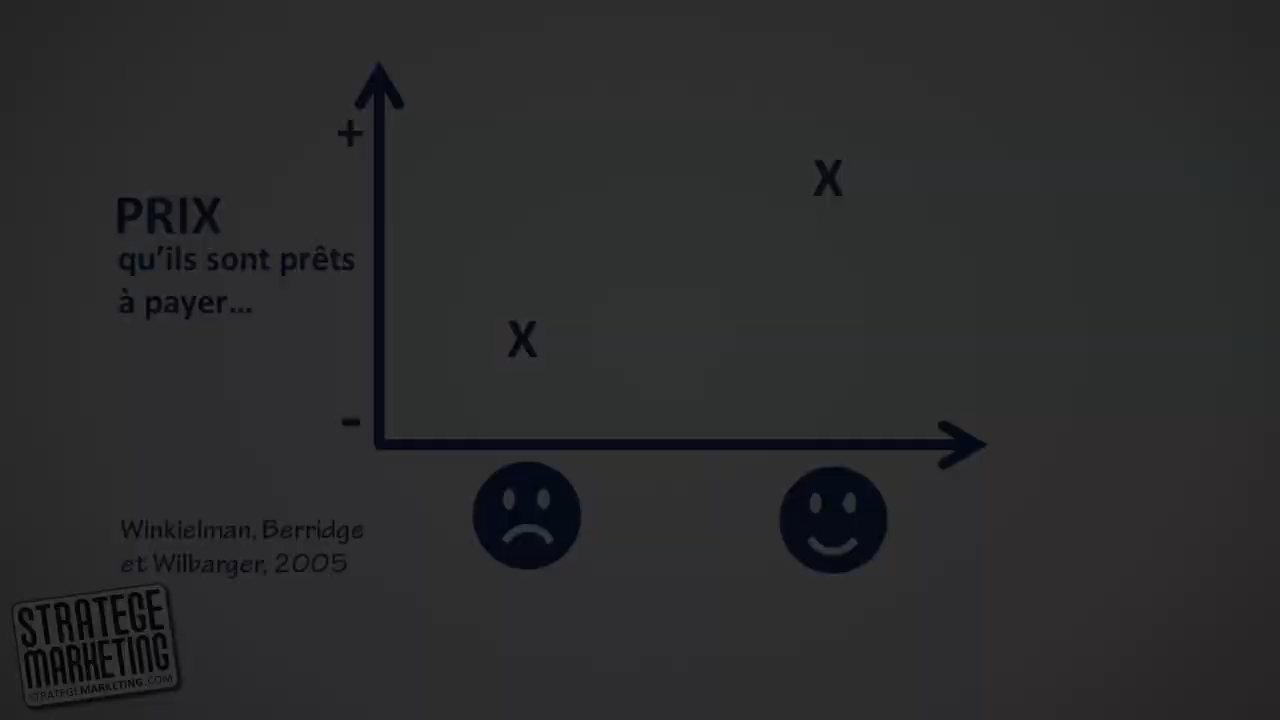 +
X
PRIX
qu'ils sont prêts
à payer...
X
-
Winkielman, Berridge
et Wilbarger, 2005
STRATEGE
MARKETING
STRATEGEMARKETING.COM